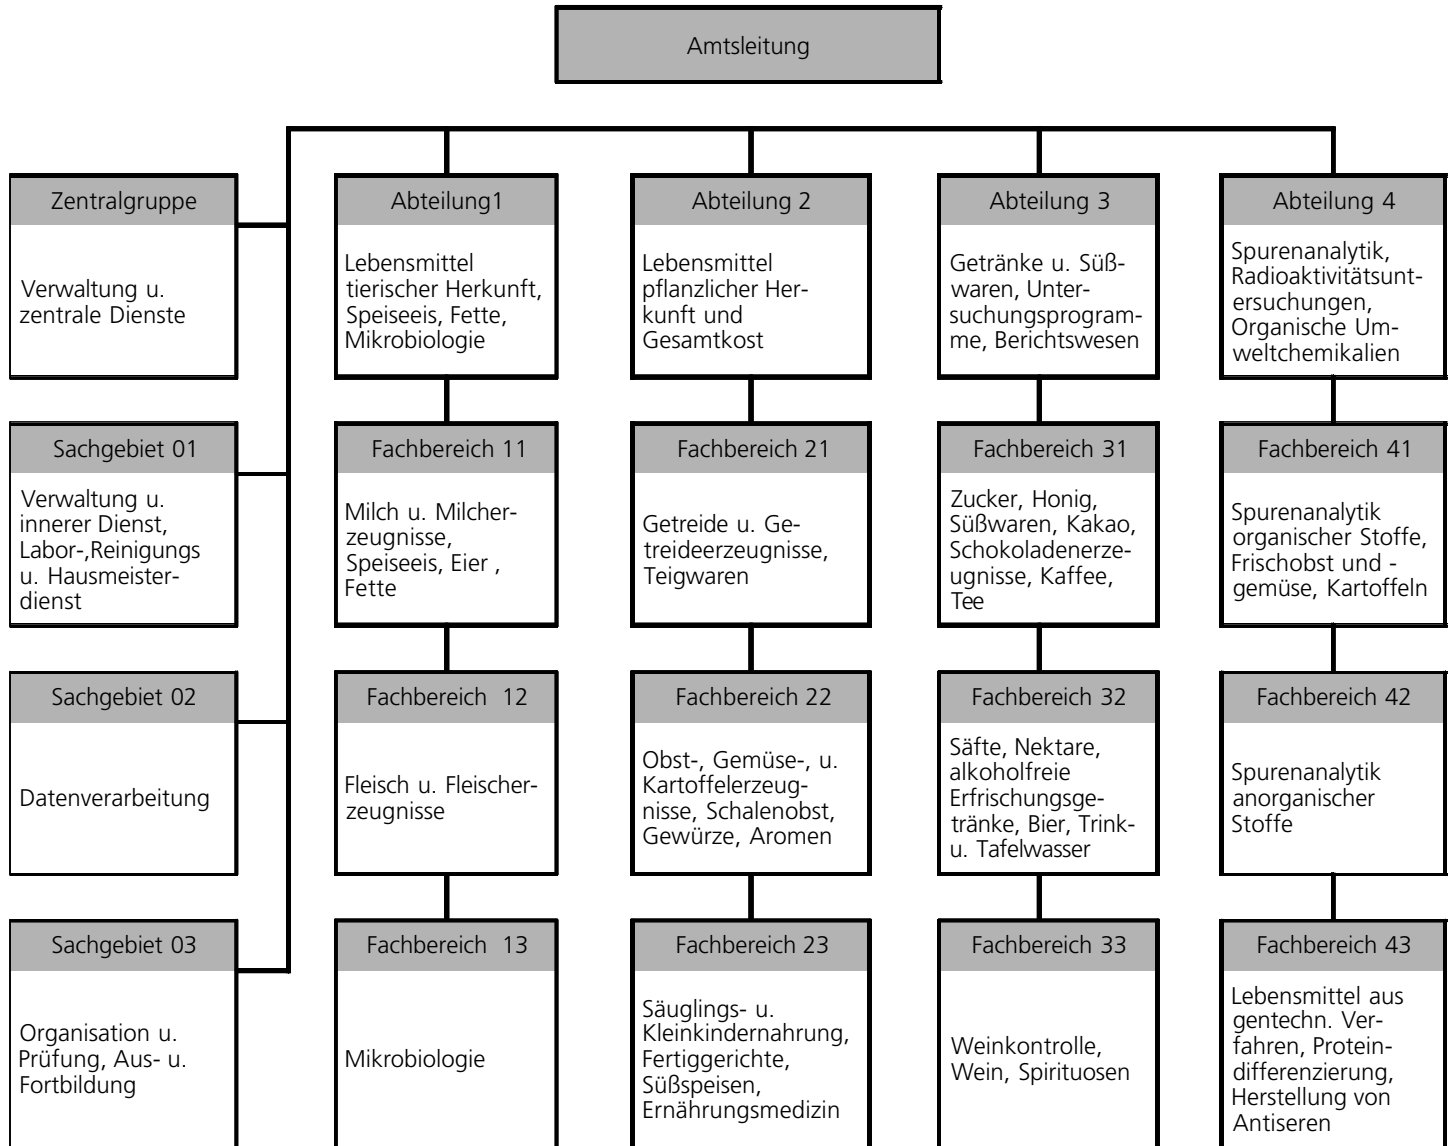 Amtsleitung
Zentralgruppe
Verwaltung u.
zentrale Dienste
Abteilung1
Lebensmittel
tierischer Herkunft,
Speiseeis, Fette,
Mikrobiologie
Abteilung 2
Lebensmittel
pflanzlicher Her-
kunft und
Gesamtkost
Abteilung 3
Getränke u. Süß-
waren, Unter-
suchungsprogram-
me, Berichtswesen
Abteilung 4
Spurenanalytik,
Radioaktivitätsunt-
ersuchungen,
Organische Um-
weltchemikalien
Sachgebiet 01
Verwaltung u.
innerer Dienst,
Labor-,Reinigungs
u. Hausmeister-
dienst
Fachbereich 11
Milch u. Milcher-
zeugnisse,
Speiseeis, Eier ,
Fette
Fachbereich 21
Getreide u. Ge-
treideerzeugnisse,
Teigwaren
Fachbereich 31
Zucker, Honig,
Süßwaren, Kakao,
Schokoladenerze-
ugnisse, Kaffee,
Tee
Fachbereich 41
Spurenanalytik
organischer Stoffe,
Frischobst und -
gemüse, Kartoffeln
Sachgebiet 02
Datenverarbeitung
Fachbereich 12
Fleisch u. Fleischer-
zeugnisse
Fachbereich 22
Obst-, Gemüse-, u.
Kartoffelerzeug-
nisse, Schalenobst,
Gewürze, Aromen
Fachbereich 32
Säfte, Nektare,
alkoholfreie
Erfrischungsge-
tränke, Bier, Trink-
u. Tafelwasser
Fachbereich 42
Spurenanalytik
anorganischer
Stoffe
Sachgebiet 03
Organisation u.
Prüfung, Aus- u.
Fortbildung
Fachbereich 13
Mikrobiologie
Fachbereich 23
Säuglings- u.
Kleinkindernahrung,
Fertiggerichte,
Süßspeisen,
Ernährungsmedizin
Fachbereich 33
Weinkontrolle,
Wein, Spirituosen
Fachbereich 43
Lebensmittel aus
gentechn. Ver-
fahren, Protein-
differenzierung,
Herstellung von
Antiseren